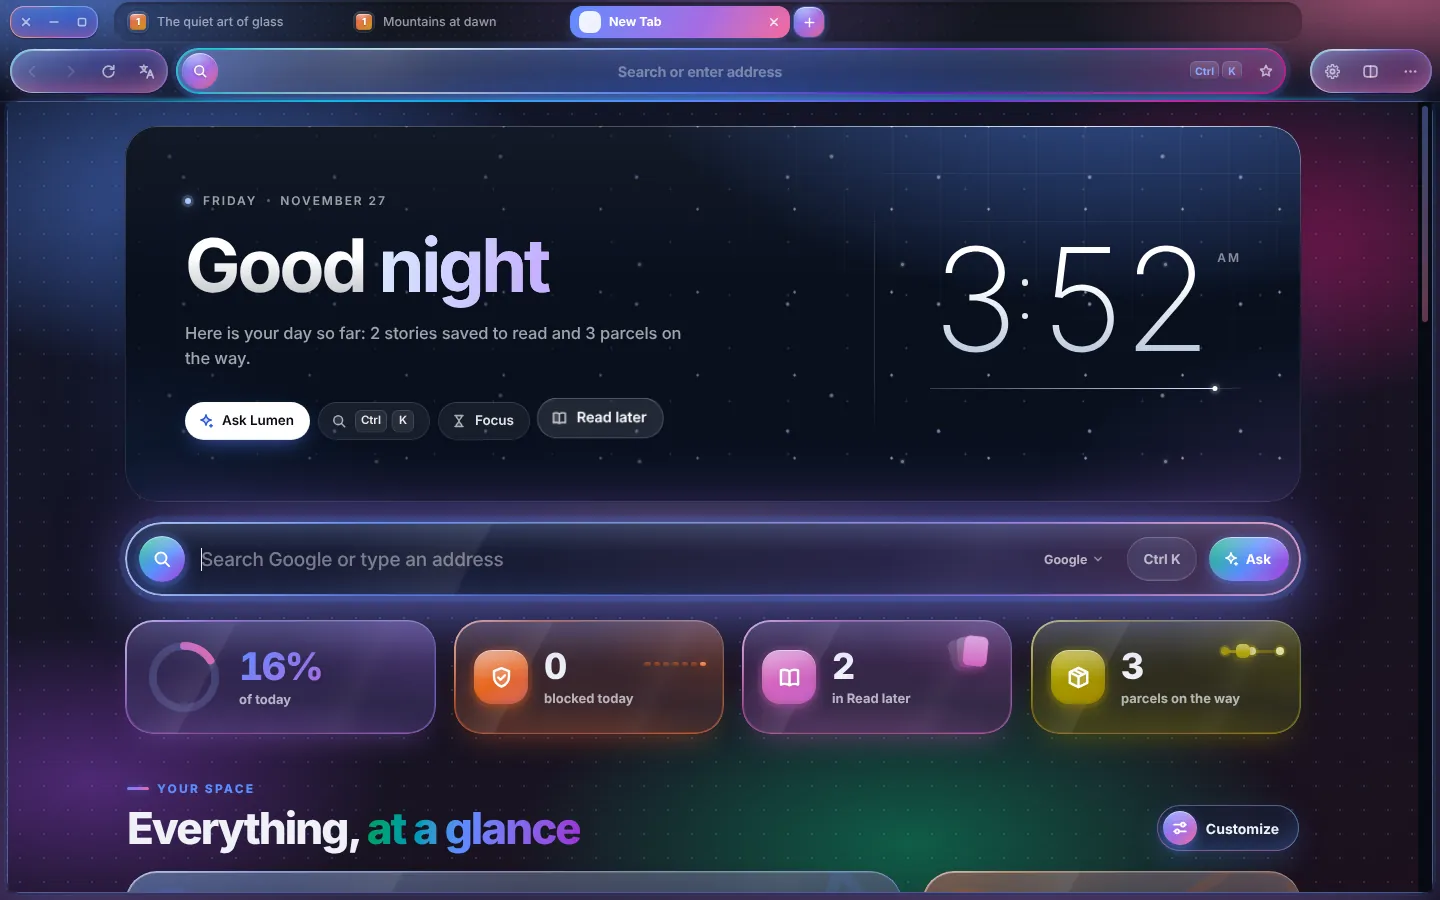 1 The quiet art of glass
1 Mountains at dawn
New Tab
Search or enter address
Ctrl K
FRIDAY • NOVEMBER 27
Good night
Here is your day so far: 2 stories saved to read and 3 parcels on
the way.
3:52 AM
Ask Lumen
Ctrl K
Focus
Read later
Search Google or type an address
Google
Ctrl K
Ask
16%
of today
0
blocked today
2
in Read later
3
parcels on the way
YOUR SPACE
Everything, at a glance
Customize